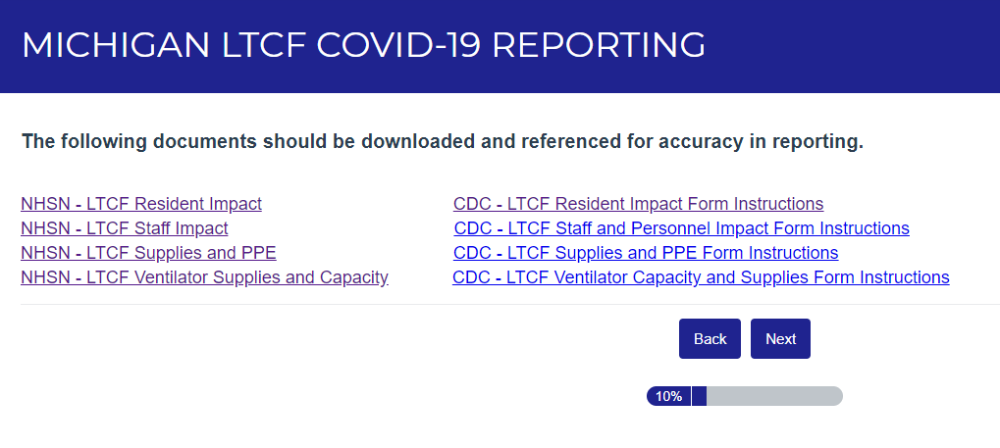 MICHIGAN LTCF COVID-19 REPORTING
The following documents should be downloaded and referenced for accuracy in reporting.
NHSN - LTCF Resident Impact
NHSN - LTCF Staff Impact
NHSN - LTCF Supplies and PPE
NHSN - LTCF Ventilator Supplies and Capacity
CDC - LTCF Resident Impact Form Instructions
CDC - LTCF Staff and Personnel Impact Form Instructions
CDC - LTCF Supplies and PPE Form Instructions
CDC - LTCF Ventilator Capacity and Supplies Form Instructions
Back Next
10%